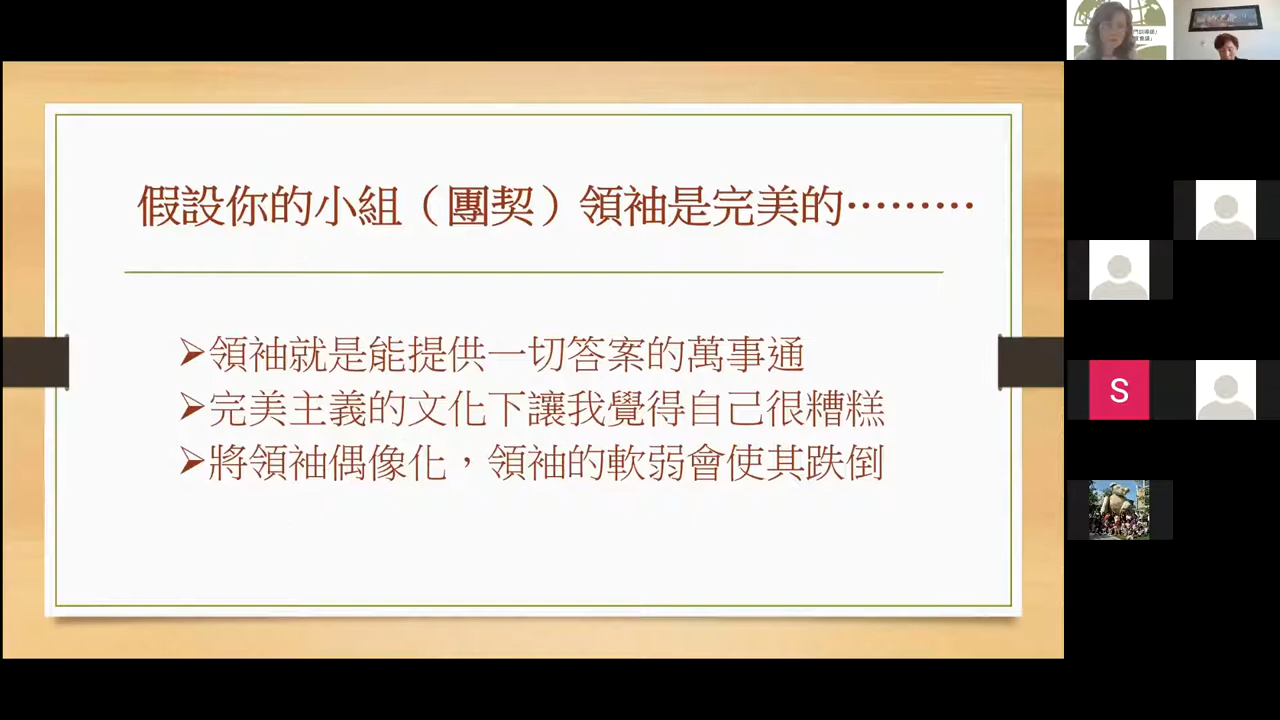 假設你的小組（團契）領袖是完美的………
➢領袖就是能提供一切答案的萬事通
➢完美主義的文化下讓我覺得自己很糟糕
➢將領袖偶像化，領袖的軟弱會使其跌倒
S